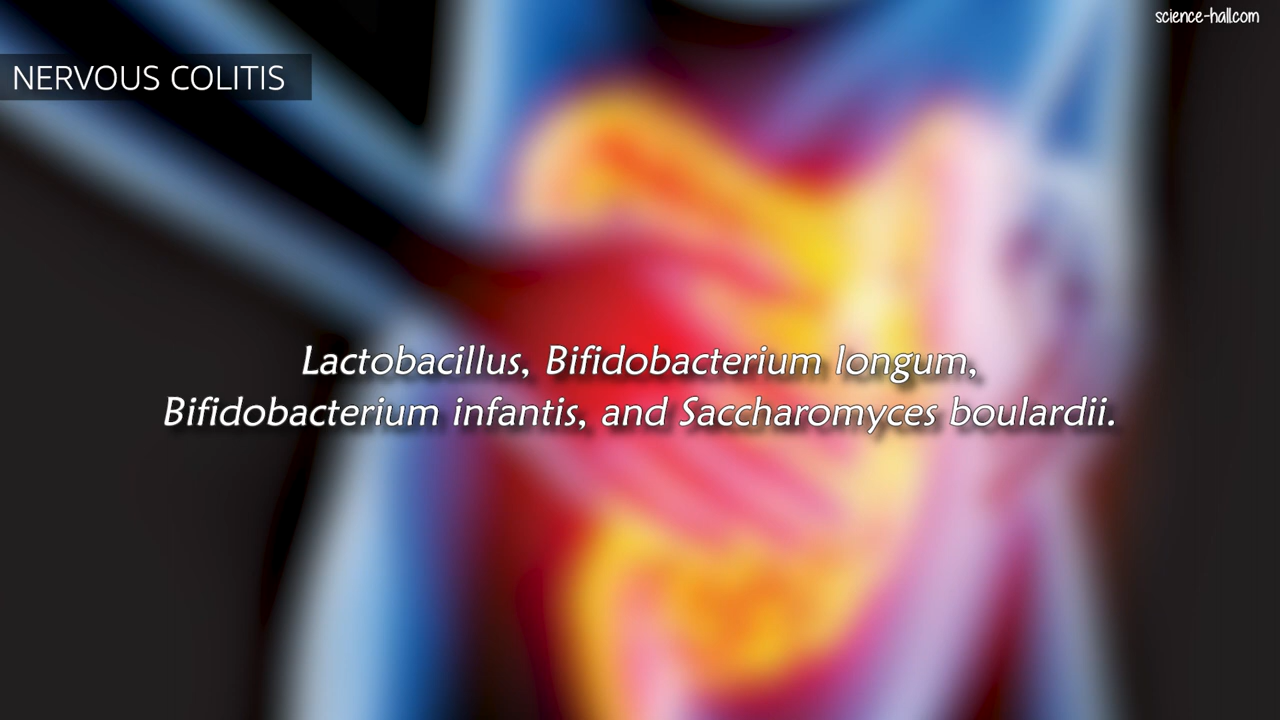 science-hall.com
NERVOUS COLITIS
Lactobacillus, Bifidobacterium longum,
Bifidobacterium infantis, and Saccharomyces boulardii.